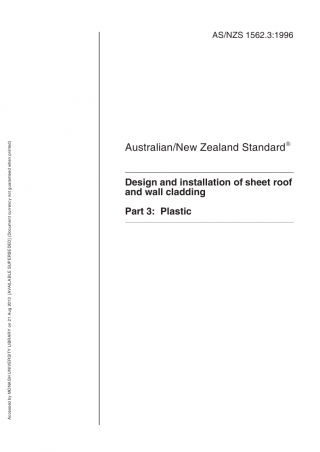 AS/NZS 1562.3:1996
Australian/New Zealand Standard®
Design and installation of sheet roof
and wall cladding
Part 3: Plastic
Accessed by MONASH UNIVERSITY LIBRARY on 21 Aug 2013 (AVAILABLE SUPERSEDED) (Document currency not guaranteed when printed)